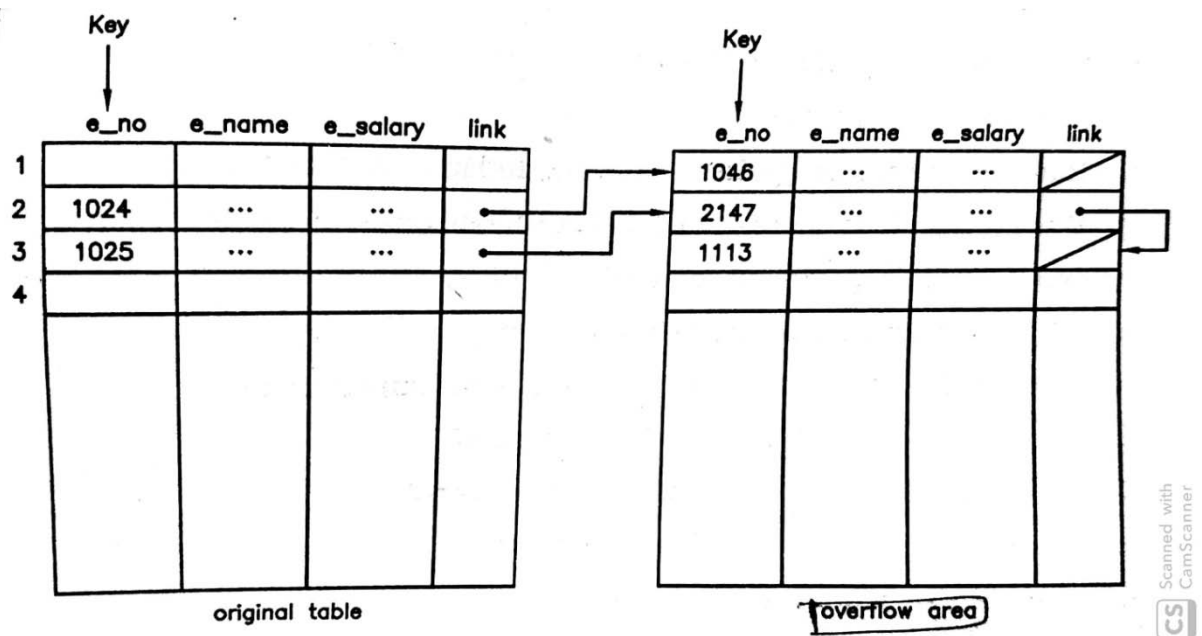 Key
Key
e_no e_name e_salary link
e_no e_name e_salary link
1
1046 ... ...
2 1024 ... ...
2147 ... ...
3 1025 ... ...
1113 ... ...
4
original table
overflow area
CS Scanned with
CamScanner